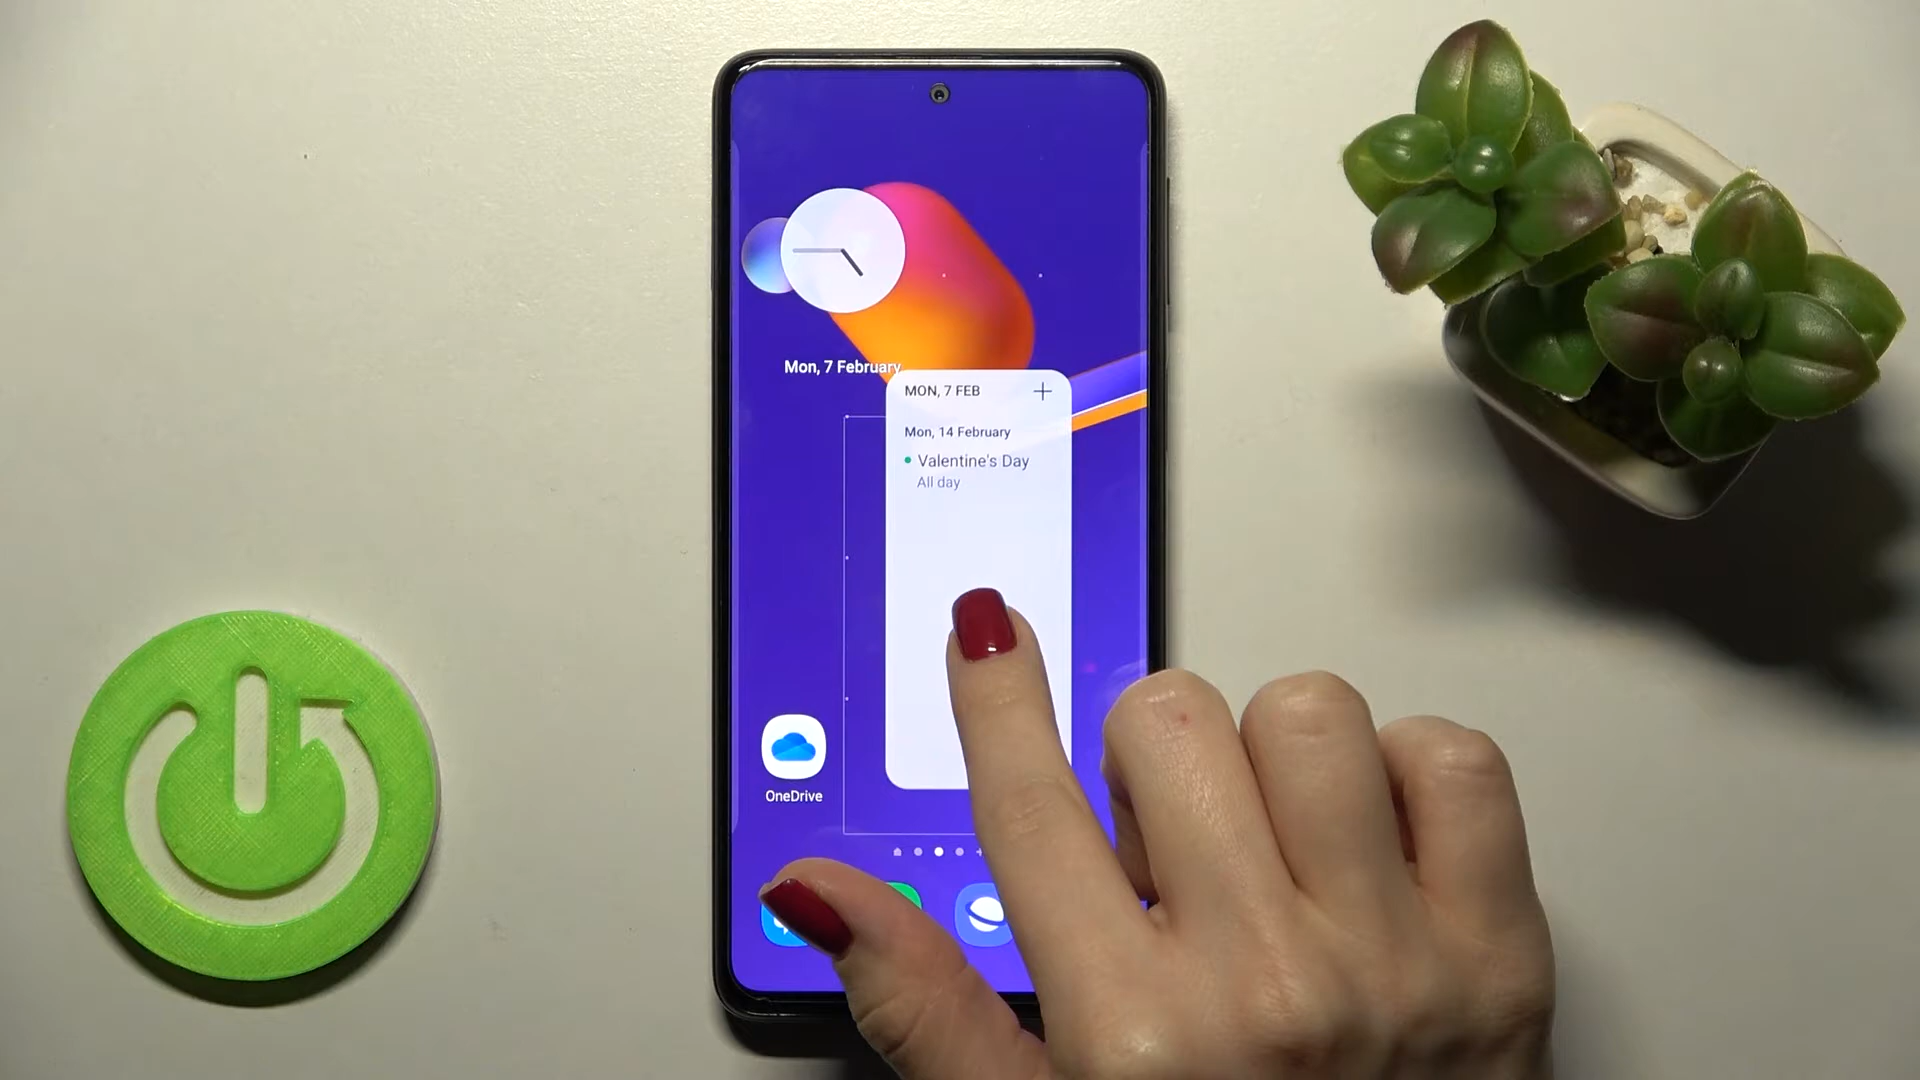 Mon, 7 February
MON, 7 FEB
Mon, 14 February
Valentine's Day
All day
OneDrive